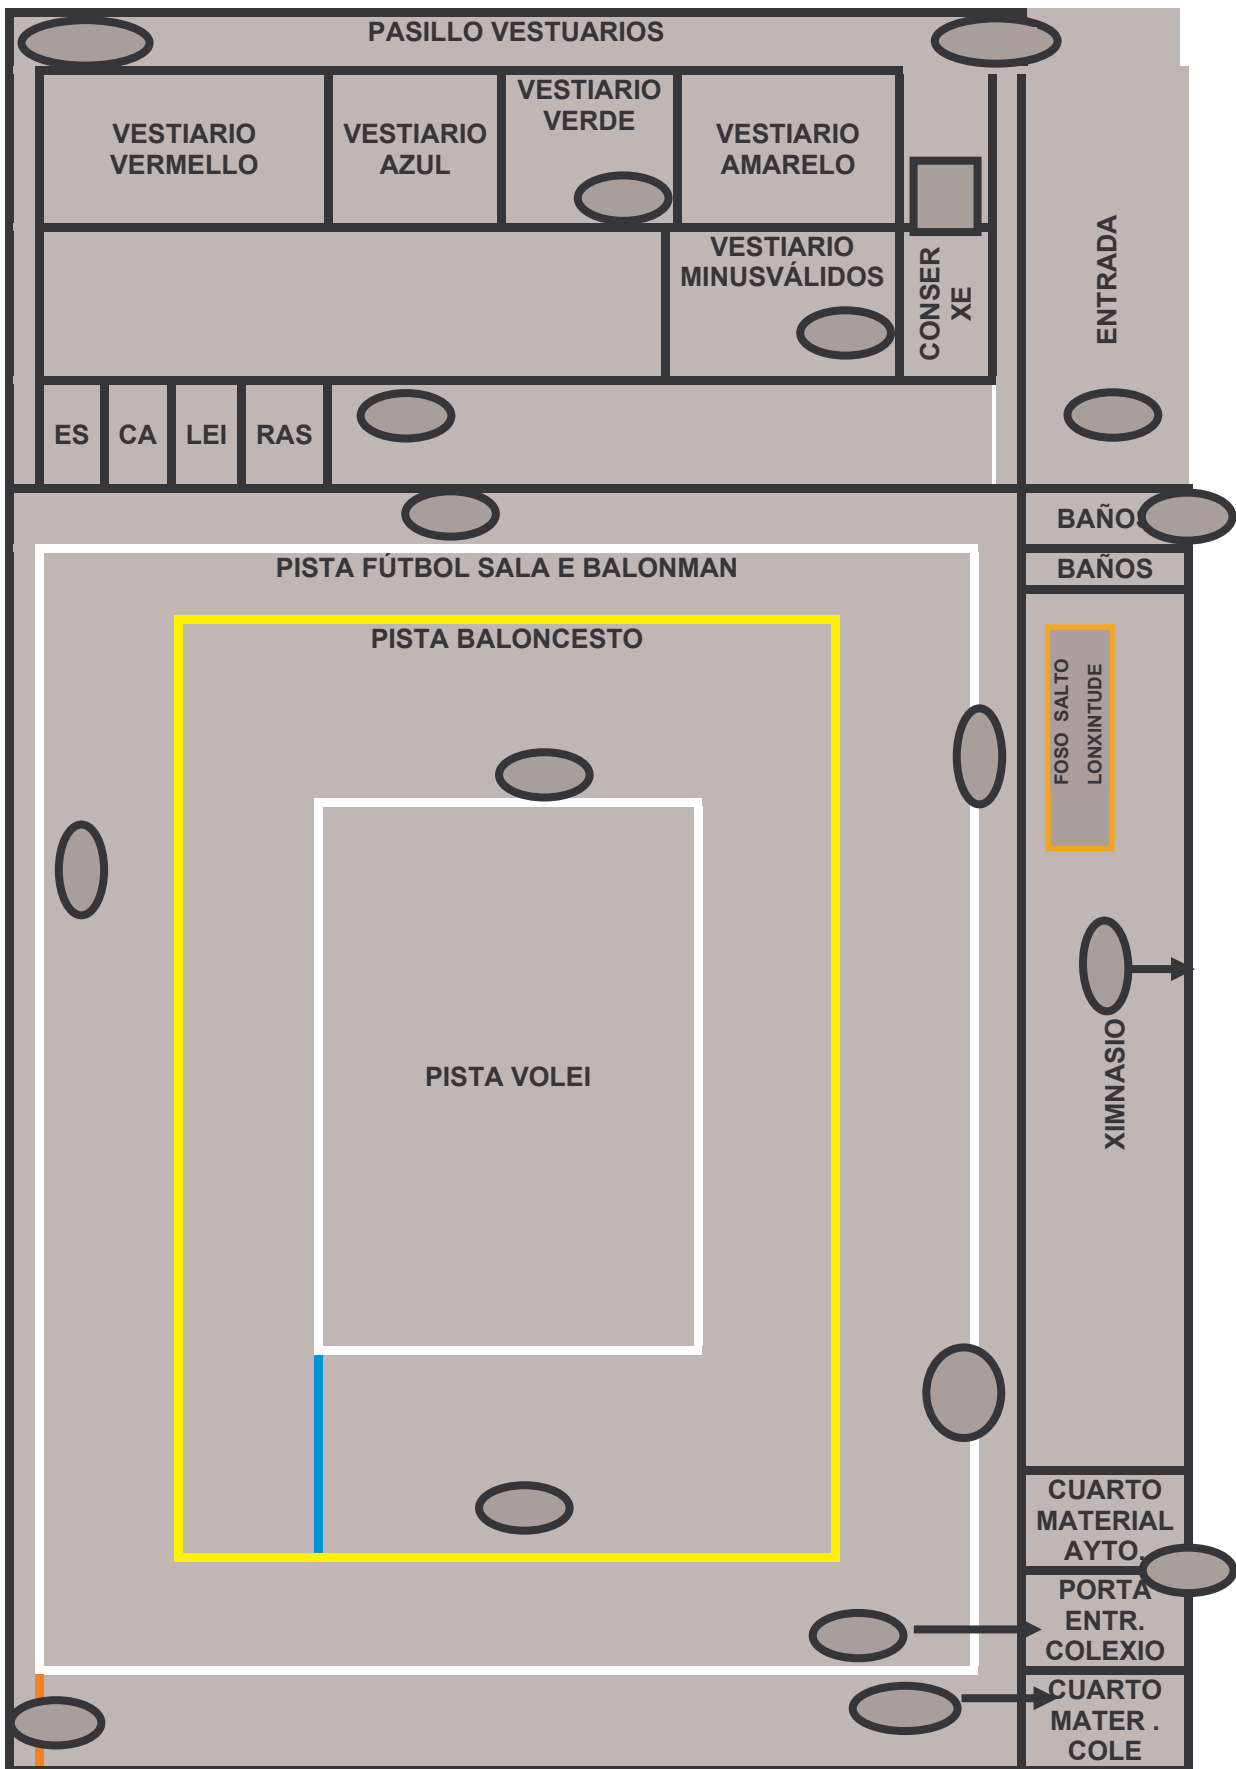 PASILLO VESTUARIOS
VESTIARIO
VERMELLO
VESTIARIO
AZUL
VESTIARIO
VERDE
VESTIARIO
AMARELO
VESTIARIO
MINUSVÁLIDOS
CONSER
XE
ENTRADA
ES
CA
LEI
RAS
BAÑOS
BAÑOS
PISTA FÚTBOL SALA E BALONMAN
PISTA BALONCESTO
FOSO SALTO
LONXINTUDE
PISTA VOLEI
XIMNASIO
CUARTO
MATERIAL
AYTO.
PORTA
ENTR.
COLEXIO
CUARTO
MATER .
COLE